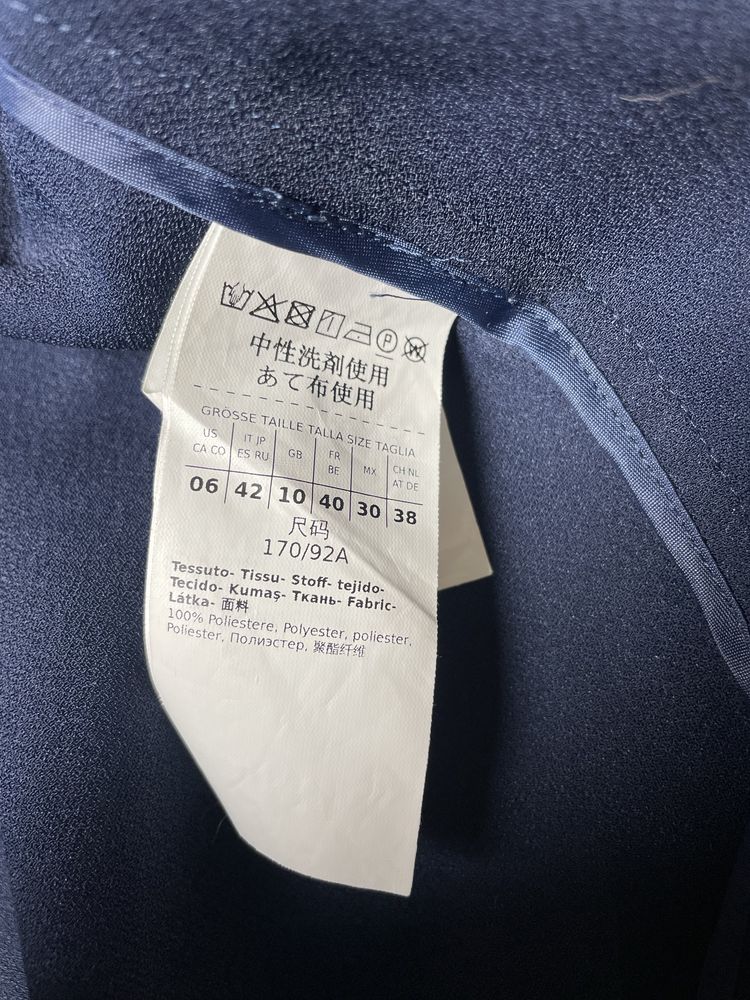 中性洗剤使用
あて布使用
GRÖSSE TAILLE TALLA SIZE TAGLIA
US CA CO IT JP ES RU GB FR BE MX CH NL AT DE
06 42 10 40 30 38
尺码
170/92A
Tessuto- Tissu- Stoff- tejido-
Tecido- Kumaş- Ткань- Fabric-
Látka- 面料
100% Poliestere, Polyester, poliester,
Poliester, Полиэстер, 聚酯纤维